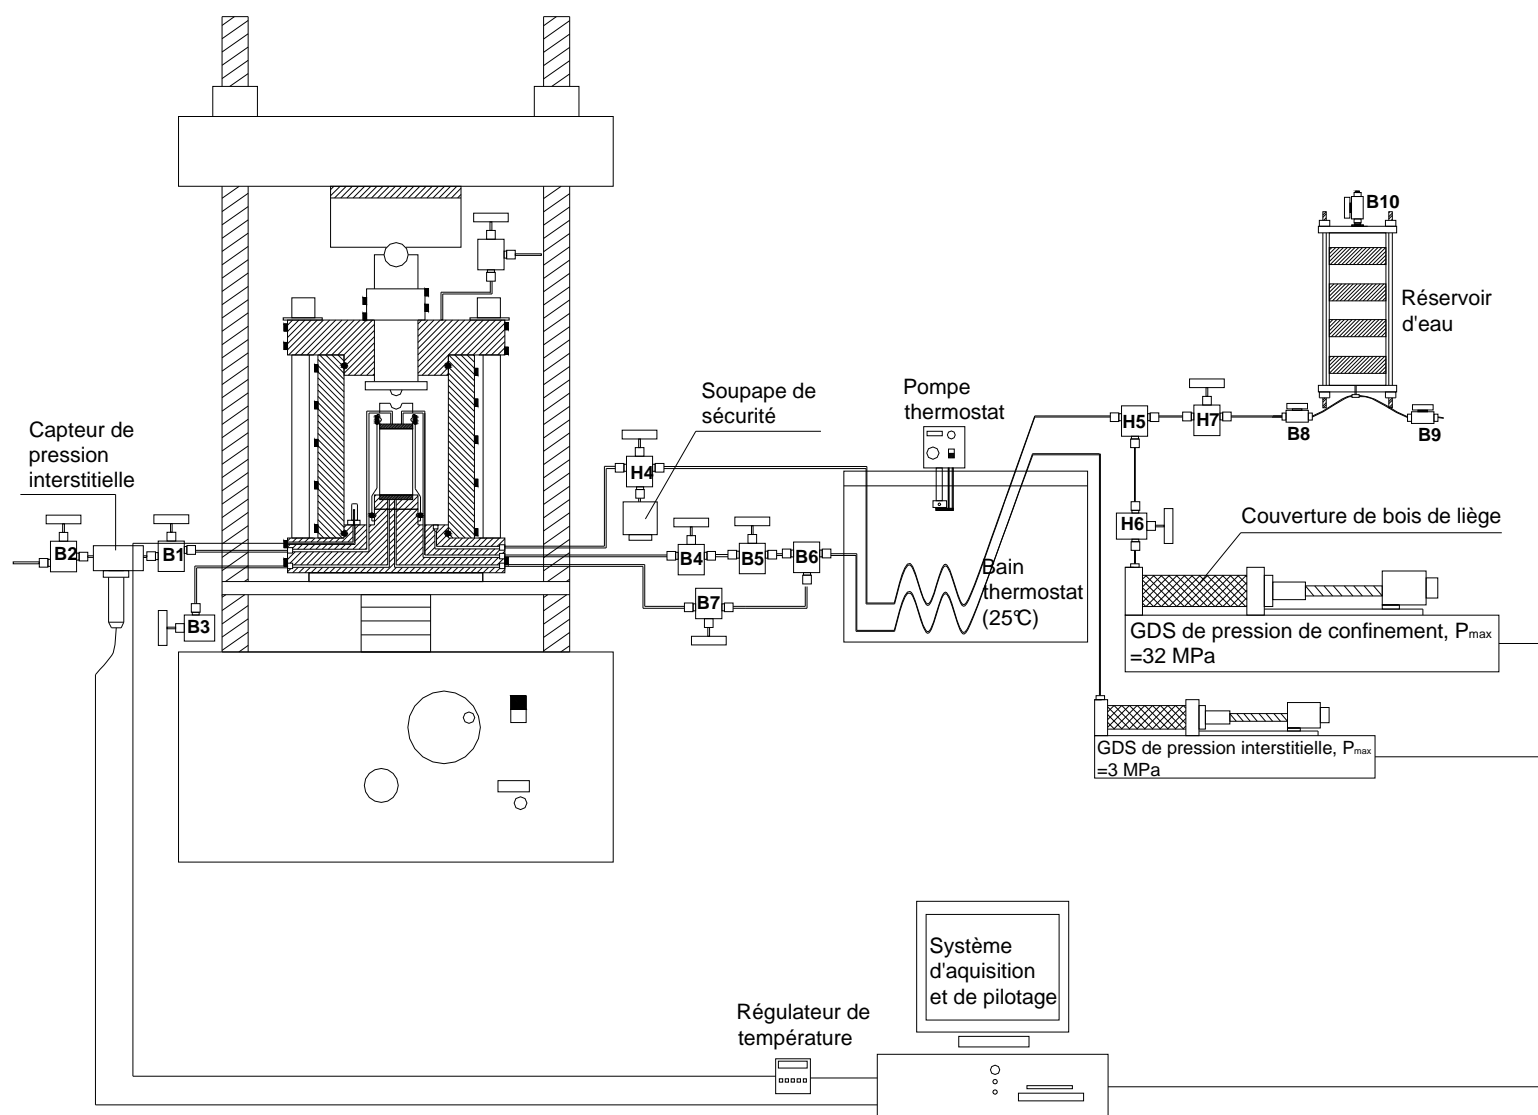 B10
Réservoir
d'eau
Soupape de
sécurité
Pompe
thermostat
H5
H7
B8
B9
Capteur de
pression
interstitielle
H4
H6
Couverture de bois de liège
B2
B1
B4
B5
B6
Bain
thermostat
(25°C)
B7
B3
GDS de pression de confinement, Pmax
=32 MPa
GDS de pression interstitielle, Pmax
=3 MPa
Système
d'aquisition
et de pilotage
Régulateur de
température